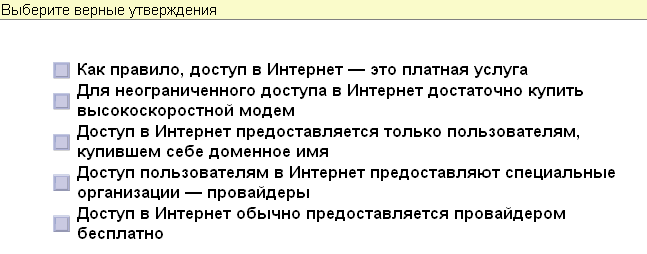 Выберите верные утверждения
Как правило, доступ в Интернет — это платная услуга
Для неограниченного доступа в Интернет достаточно купить
высокоскоростной модем
Доступ в Интернет предоставляется только пользователям,
купившем себе доменное имя
Доступ пользователям в Интернет предоставляют специальные
организации — провайдеры
Доступ в Интернет обычно предоставляется провайдером
бесплатно